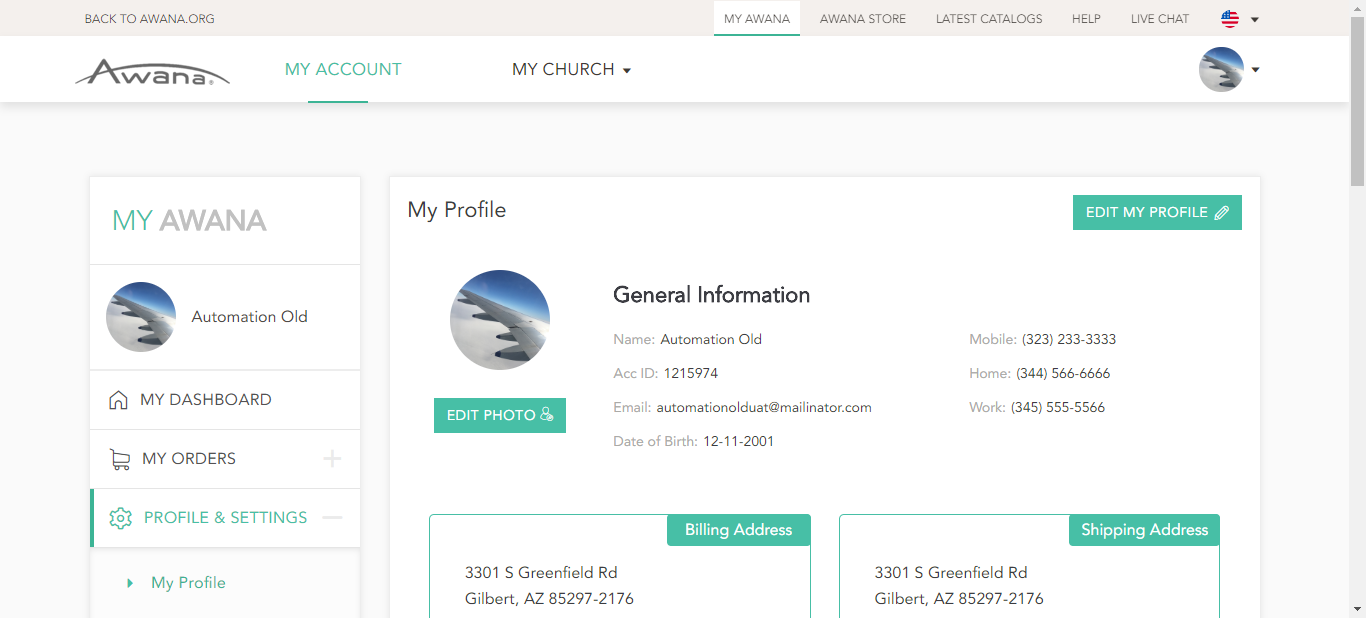 BACK TO AWANA.ORG
MY AWANA
AWANA STORE
LATEST CATALOGS
HELP
LIVE CHAT
Awana®
MY ACCOUNT
MY CHURCH
MY AWANA
Automation Old
MY DASHBOARD
MY ORDERS
PROFILE & SETTINGS
My Profile
My Profile
EDIT MY PROFILE
EDIT PHOTO
General Information
Name: Automation Old
Acc ID: 1215974
Email: automationolduat@mailinator.com
Date of Birth: 12-11-2001
Mobile: (323) 233-3333
Home: (344) 566-6666
Work: (345) 555-5566
Billing Address
3301 S Greenfield Rd
Gilbert, AZ 85297-2176
Shipping Address
3301 S Greenfield Rd
Gilbert, AZ 85297-2176